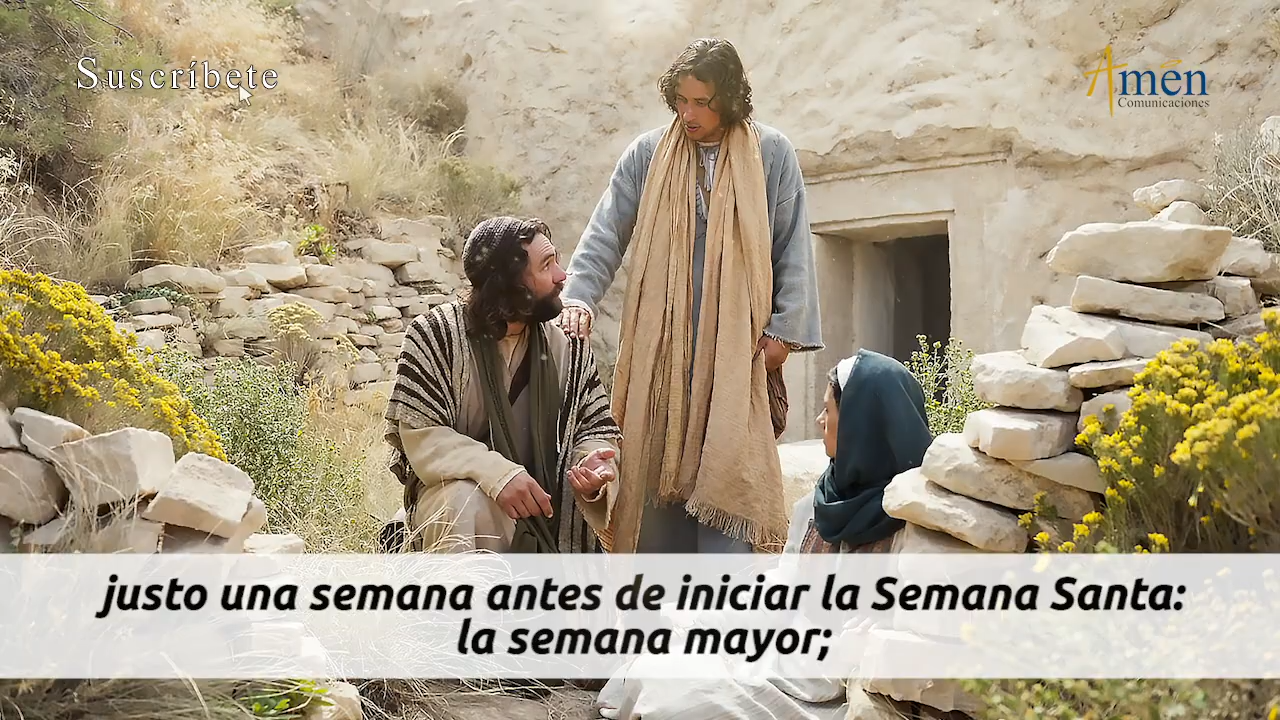 Suscríbete
Amén
Comunicaciones
justo una semana antes de iniciar la Semana Santa:
la semana mayor;